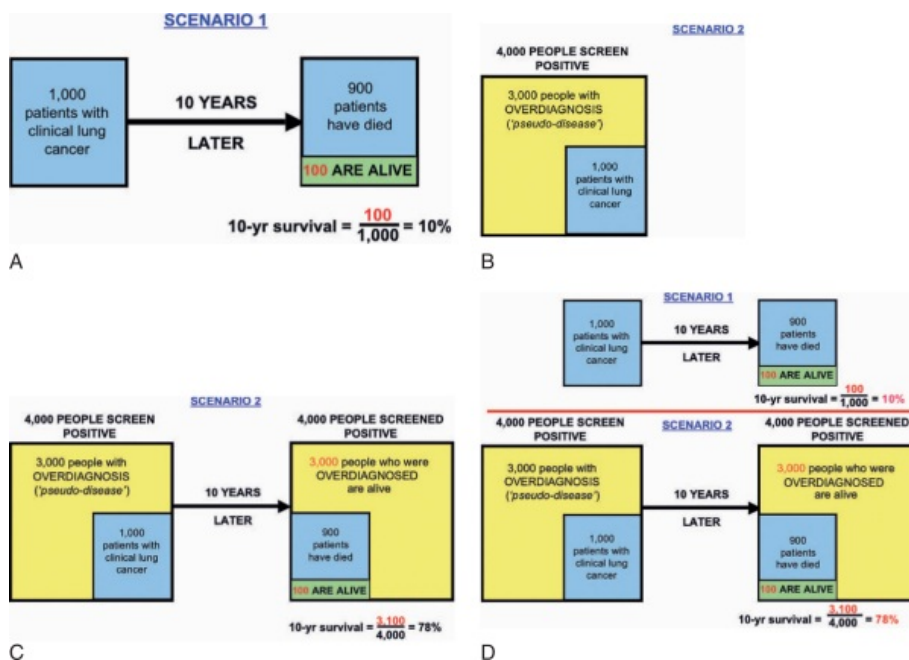 SCENARIO 1
1,000
patients with
clinical lung
cancer
10 YEARS
LATER
900
patients
have died
100 ARE ALIVE
10-yr survival = 100/1,000 = 10%
A
SCENARIO 2
4,000 PEOPLE SCREEN
POSITIVE
3,000 people with
OVERDIAGNOSIS
('pseudo-disease')
1,000
patients with
clinical lung
cancer
B
SCENARIO 2
4,000 PEOPLE SCREEN
POSITIVE
3,000 people with
OVERDIAGNOSIS
('pseudo-disease')
1,000
patients with
clinical lung
cancer
10 YEARS
LATER
4,000 PEOPLE SCREENED
POSITIVE
3,000 people who were
OVERDIAGNOSED
are alive
900
patients
have died
100 ARE ALIVE
10-yr survival = 3,100/4,000 = 78%
C
SCENARIO 1
1,000
patients with
clinical lung
cancer
10 YEARS
LATER
900
patients
have died
100 ARE ALIVE
10-yr survival = 100/1,000 = 10%
SCENARIO 2
4,000 PEOPLE SCREEN
POSITIVE
3,000 people with
OVERDIAGNOSIS
('pseudo-disease')
1,000
patients with
clinical lung
cancer
10 YEARS
LATER
4,000 PEOPLE SCREENED
POSITIVE
3,000 people who were
OVERDIAGNOSED
are alive
900
patients
have died
100 ARE ALIVE
10-yr survival = 3,100/4,000 = 78%
D